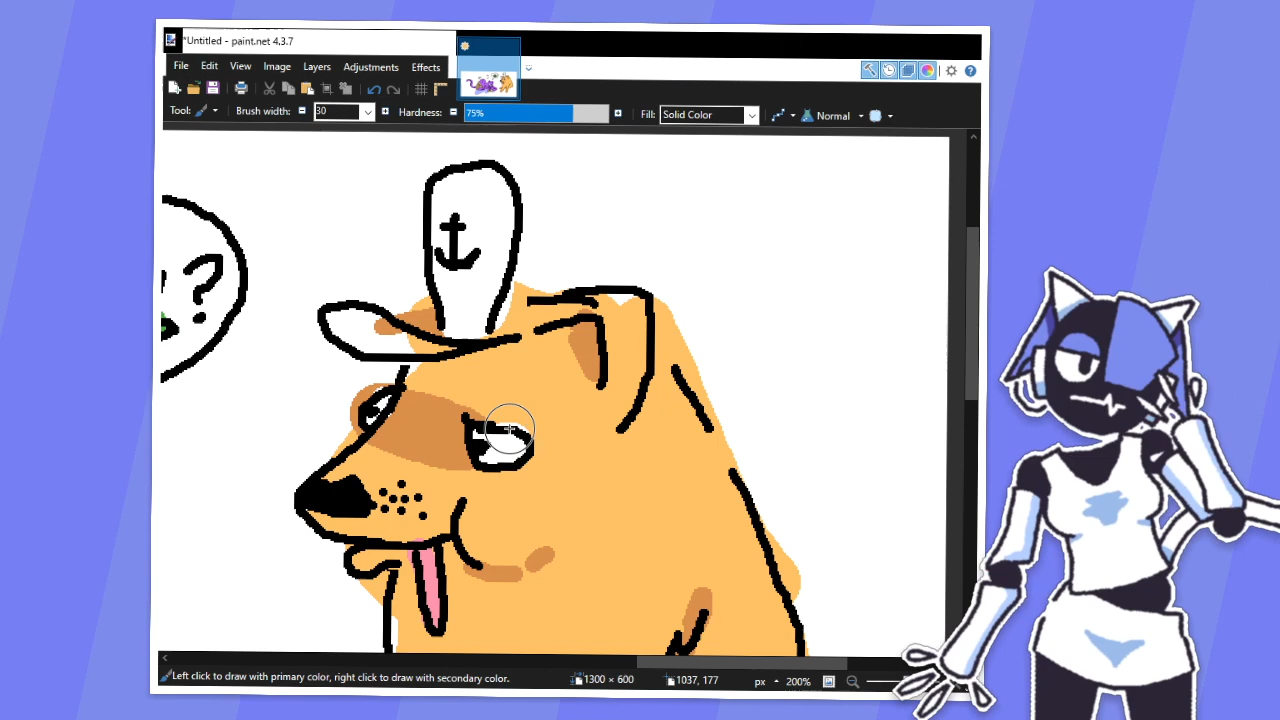 *Untitled - paint.net 4.3.7
File Edit View Image Layers Adjustments Effects
Tool: Brush width: 30 Hardness: 75% Fill: Solid Color Normal
?
Left click to draw with primary color, right click to draw with secondary color. 1300 × 600 1037, 177 px 200%